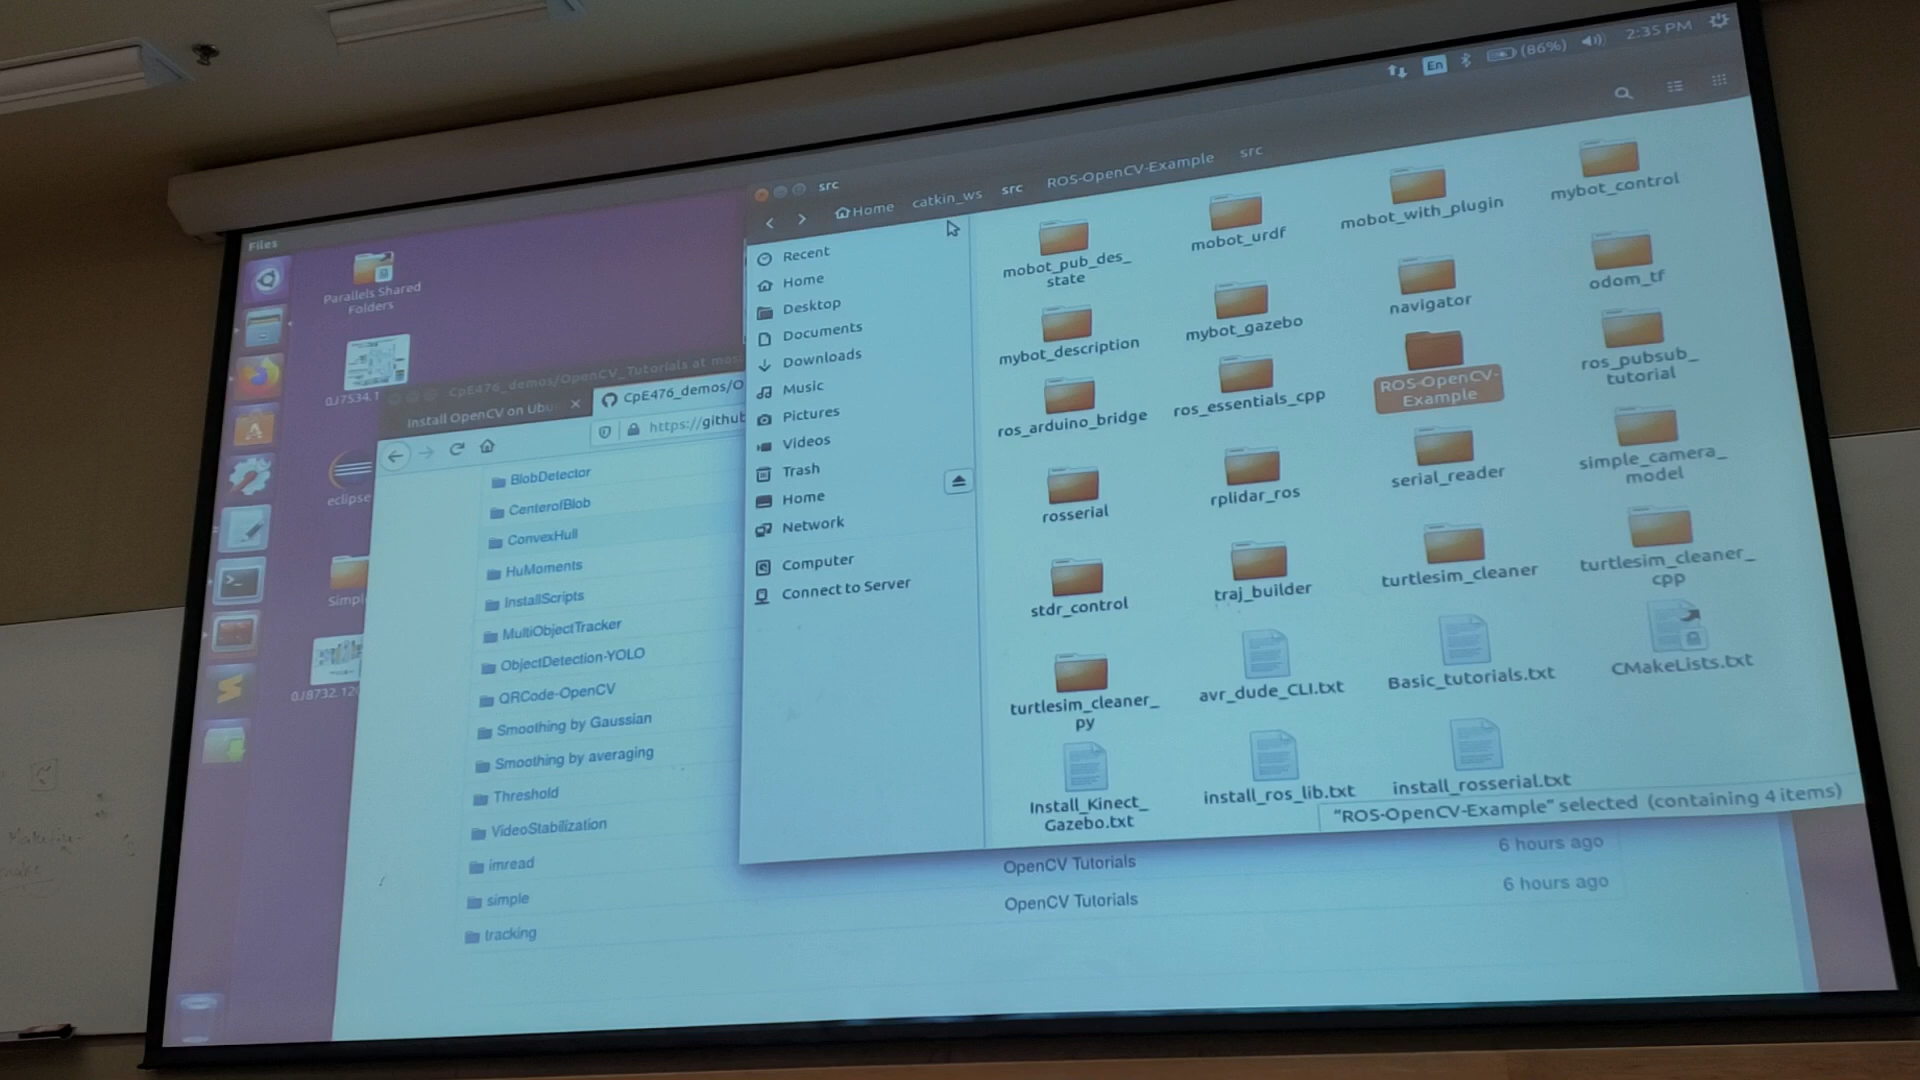 2:35 PM
(86%)
En
Files
src
Home
catkin_ws
src
ROS-OpenCV-Example
src
Recent
Home
Desktop
Documents
Downloads
Music
Pictures
Videos
Trash
Home
Network
Computer
Connect to Server
mobot_pub_des_
state
mobot_urdf
mobot_with_plugin
mybot_control
mybot_description
mybot_gazebo
navigator
odom_tf
ros_arduino_bridge
ros_essentials_cpp
ROS-OpenCV-
Example
ros_pubsub_
tutorial
rosserial
rplidar_ros
serial_reader
simple_camera_
model
stdr_control
traj_builder
turtlesim_cleaner
turtlesim_cleaner_
cpp
turtlesim_cleaner_
py
avr_dude_CLI.txt
Basic_tutorials.txt
CMakeLists.txt
Install_Kinect_
Gazebo.txt
install_ros_lib.txt
install_rosserial.txt
"ROS-OpenCV-Example" selected (containing 4 items)
Parallels Shared
Folders
0J7534.1
eclipse
Simpl
0J8732.120
CpE476_demos/OpenCV_Tutorials at mas
Install OpenCV on Ubu
CpE476_demos/O
https://github
BlobDetector
CenterofBlob
ConvexHull
HuMoments
InstallScripts
MultiObjectTracker
ObjectDetection-YOLO
QRCode-OpenCV
Smoothing by Gaussian
Smoothing by averaging
Threshold
VideoStabilization
imread
OpenCV Tutorials
6 hours ago
simple
OpenCV Tutorials
6 hours ago
tracking